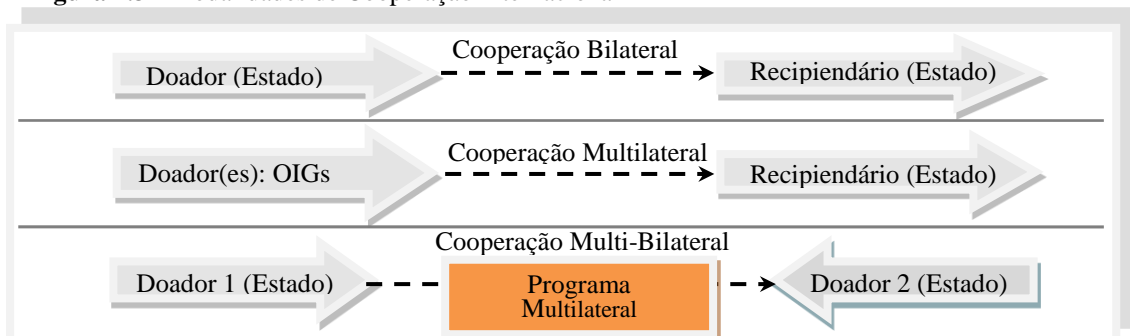 Cooperação Bilateral
Doador (Estado)
Recipiendário (Estado)
Cooperação Multilateral
Doador(es): OIGs
Recipiendário (Estado)
Cooperação Multi-Bilateral
Doador 1 (Estado)
Programa
Multilateral
Doador 2 (Estado)